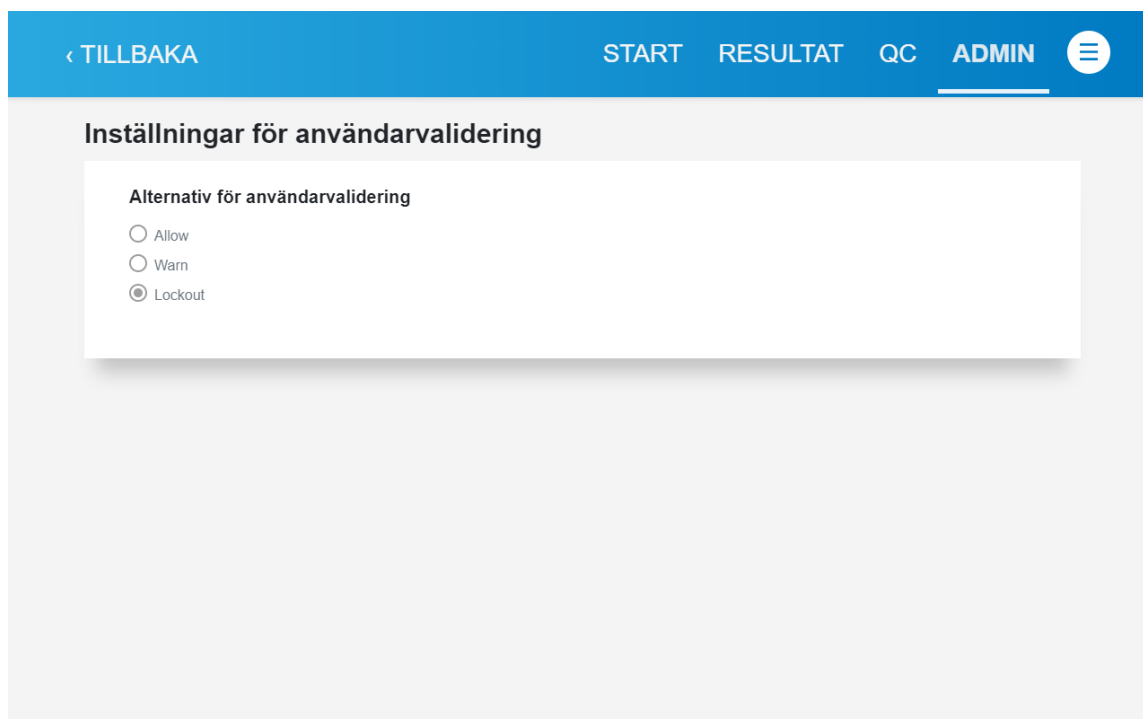 ‹ TILLBAKA START RESULTAT QC ADMIN
Inställningar för användarvalidering
Alternativ för användarvalidering
Allow
Warn
Lockout